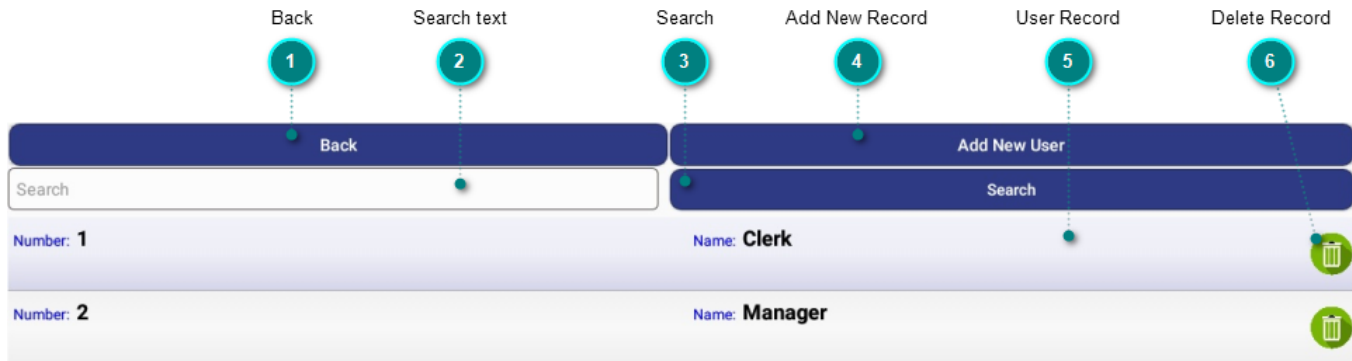 Back Search text Search Add New Record User Record Delete Record
1 2 3 4 5 6
Back Add New User
Search Search
Number: 1 Name: Clerk
Number: 2 Name: Manager